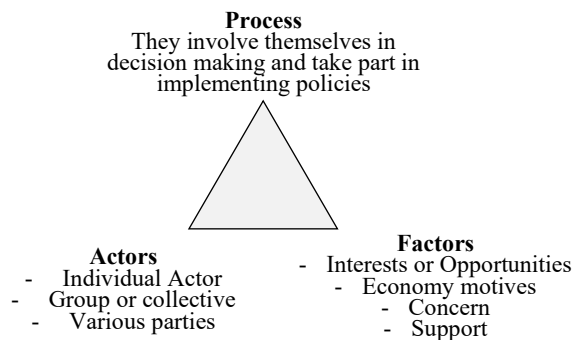 Process
They involve themselves in
decision making and take part in
implementing policies
Actors
- Individual Actor
- Group or collective
- Various parties
Factors
- Interests or Opportunities
- Economy motives
- Concern
- Support